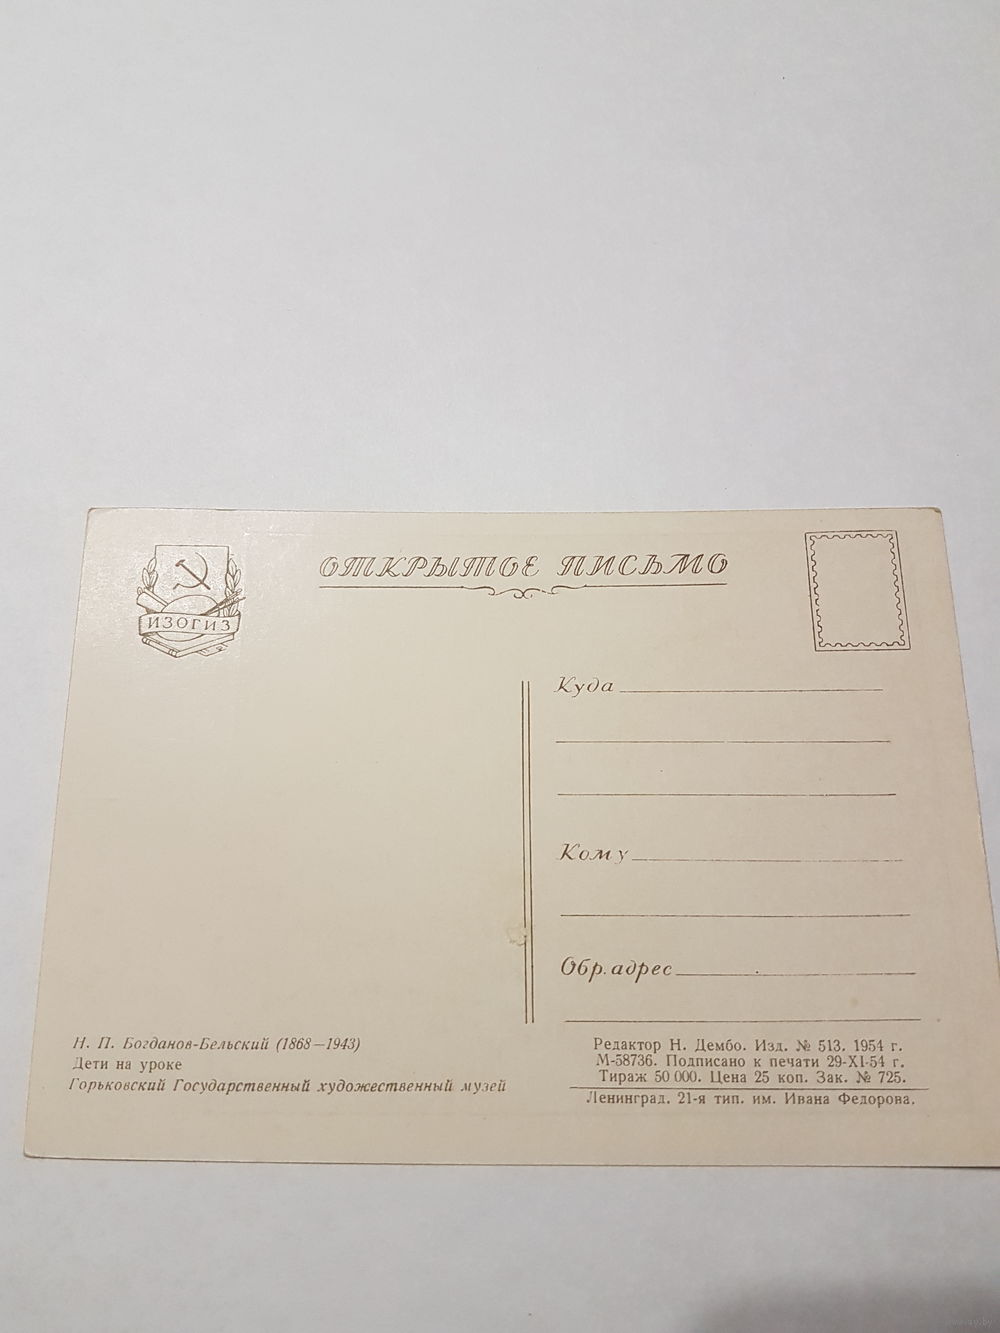 ОТКРЫТОЕ ПИСЬМО
ИЗОГИЗ
Куда
Кому
Обр. адрес
Н. П. Богданов-Бельский (1868—1943)
Дети на уроке
Горьковский Государственный художественный музей
Редактор Н. Дембо. Изд. № 513. 1954 г.
М-58736. Подписано к печати 29-XI-54 г.
Тираж 50 000. Цена 25 коп. Зак. № 725.
Ленинград. 21-я тип. им. Ивана Федорова.